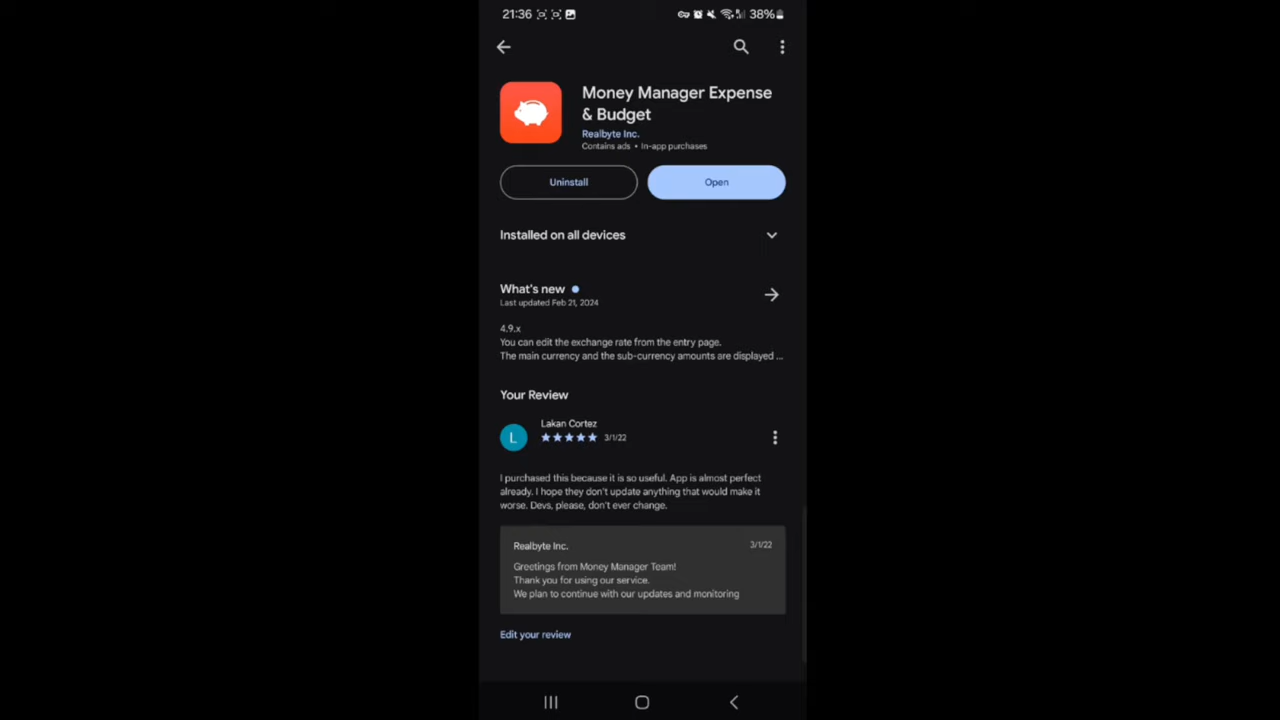 21:36
38%
Money Manager Expense
& Budget
Realbyte Inc.
Contains ads • In-app purchases
Uninstall
Open
Installed on all devices
What's new
Last updated Feb 21, 2024
4.9.x
You can edit the exchange rate from the entry page.
The main currency and the sub-currency amounts are displayed ...
Your Review
L
Lakan Cortez
3/1/22
I purchased this because it is so useful. App is almost perfect
already. I hope they don't update anything that would make it
worse. Devs, please, don't ever change.
Realbyte Inc.
3/1/22
Greetings from Money Manager Team!
Thank you for using our service.
We plan to continue with our updates and monitoring
Edit your review